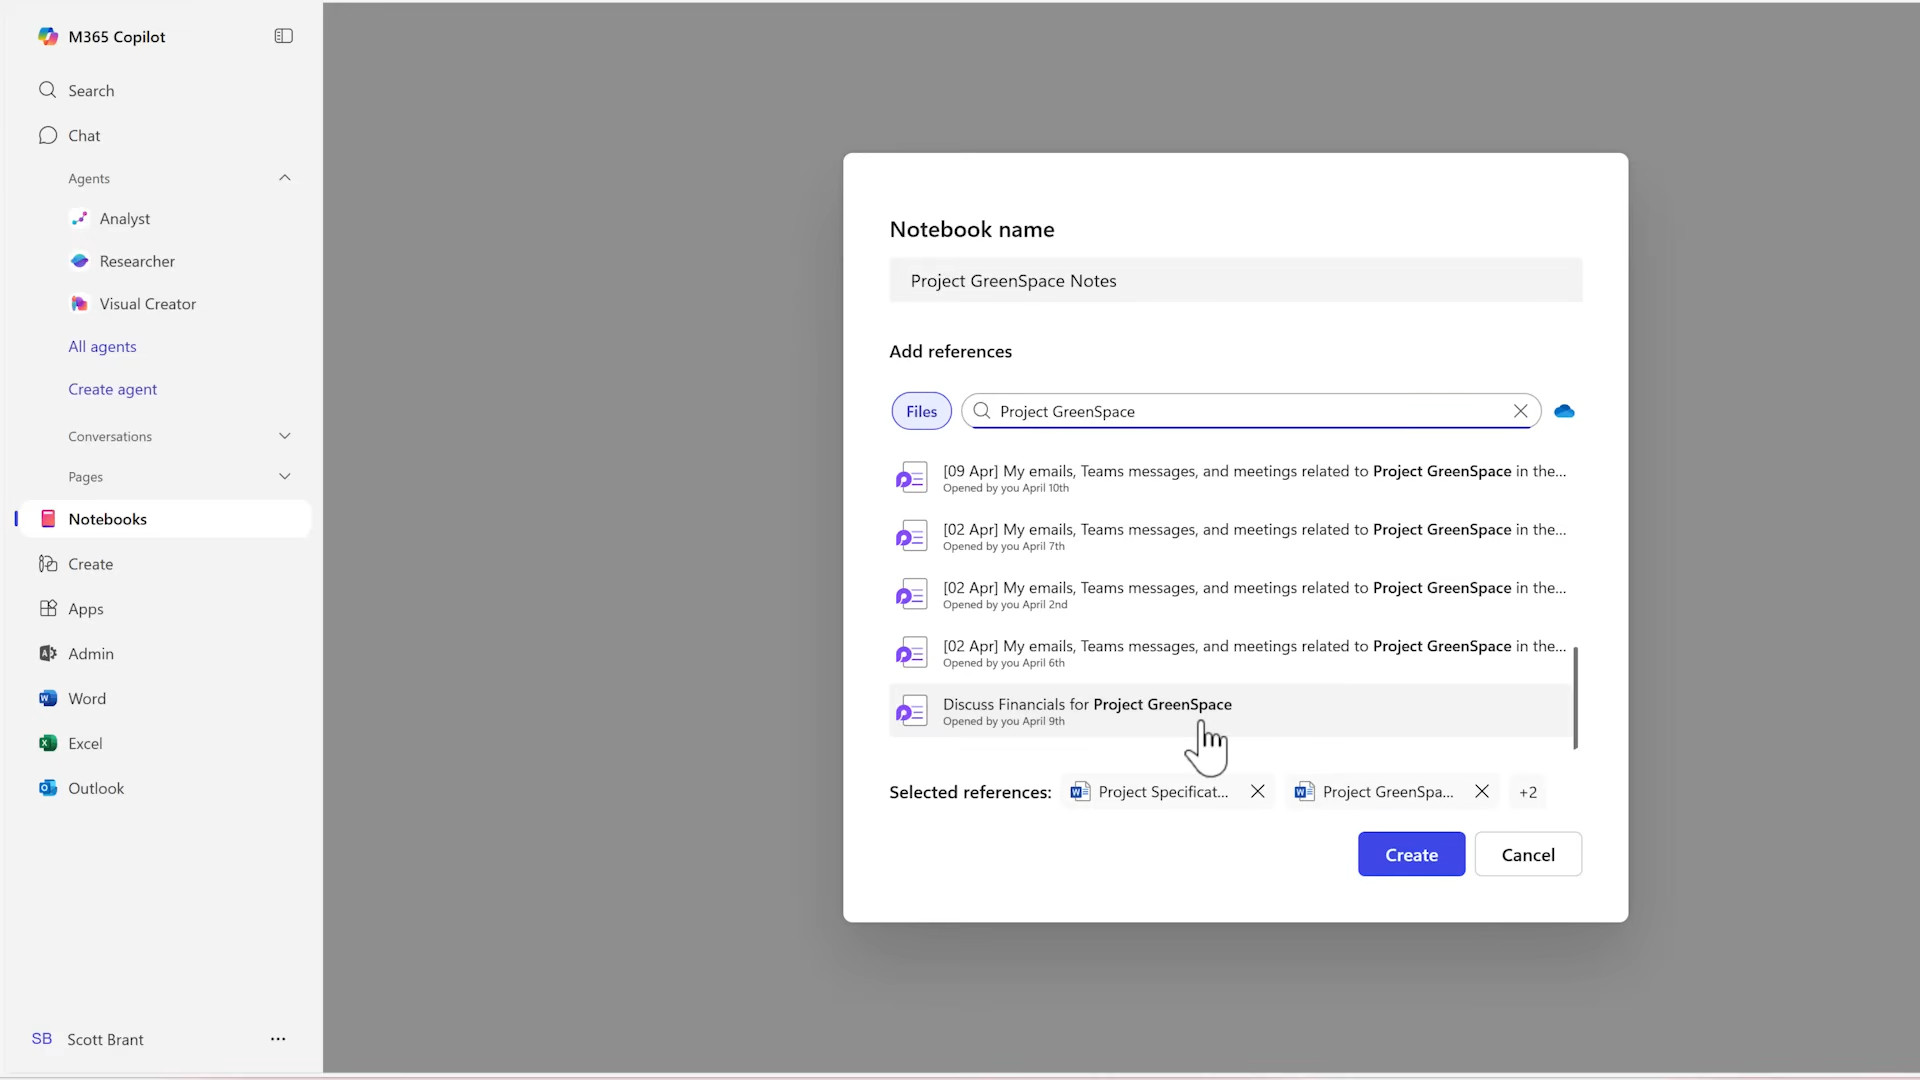 M365 Copilot
Search
Chat
Agents
Analyst
Researcher
Visual Creator
All agents
Create agent
Conversations
Pages
Notebooks
Create
Apps
Admin
Word
Excel
Outlook
SB Scott Brant
Notebook name
Project GreenSpace Notes
Add references
Files Project GreenSpace
[09 Apr] My emails, Teams messages, and meetings related to Project GreenSpace in the...
Opened by you April 10th
[02 Apr] My emails, Teams messages, and meetings related to Project GreenSpace in the...
Opened by you April 7th
[02 Apr] My emails, Teams messages, and meetings related to Project GreenSpace in the...
Opened by you April 2nd
[02 Apr] My emails, Teams messages, and meetings related to Project GreenSpace in the...
Opened by you April 6th
Discuss Financials for Project GreenSpace
Opened by you April 9th
Selected references: Project Specificat... Project GreenSpa... +2
Create Cancel